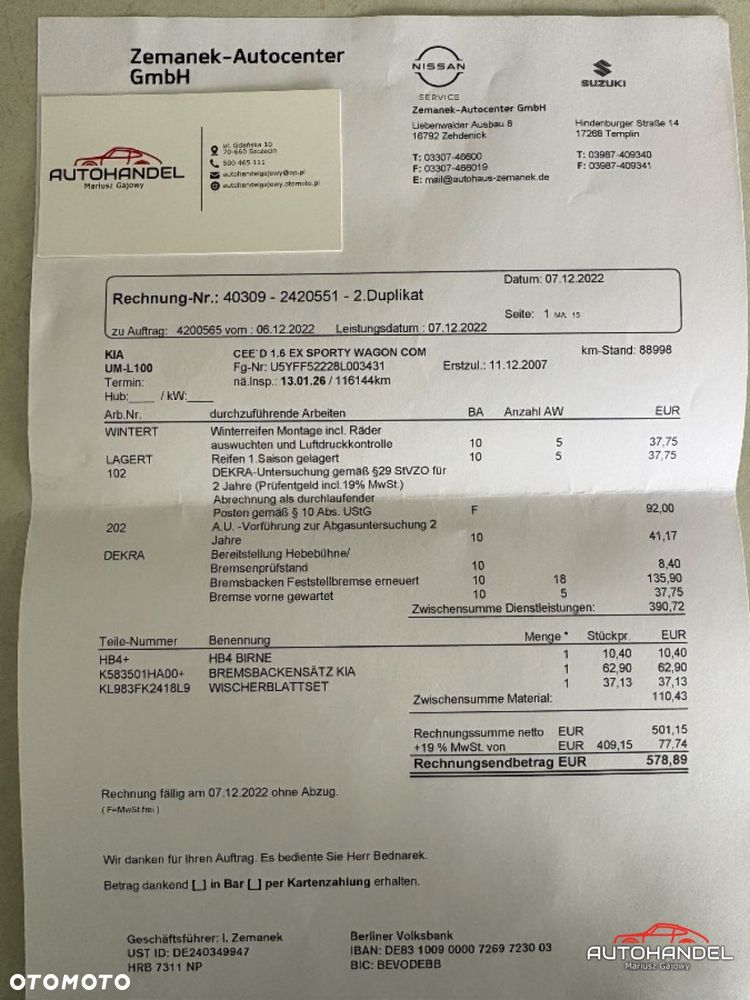 Zemanek-Autocenter
GmbH
NISSAN
SERVICE
SUZUKI
Zemanek-Autocenter GmbH
Liebenwalder Ausbau 8
16792 Zehdenick
T: 03307-46600
F: 03307-466019
E: mail@autohaus-zemanek.de
Hindenburger Straße 14
17268 Templin
T: 03987-409340
F: 03987-409341
AUTOHANDEL
Mariusz Gajowy
ul. Gdańska 10
70-660 Szczecin
500 465 111
autohandelgajowy@op.pl
autohandelgajowy.otomoto.pl
Datum: 07.12.2022
Rechnung-Nr.: 40309 - 2420551 - 2.Duplikat
Seite: 1 MA: 15
zu Auftrag: 4200565 vom : 06.12.2022 Leistungsdatum : 07.12.2022
KIA CEE`D 1.6 EX SPORTY WAGON COM km-Stand: 88998
UM-L100 Fg-Nr: U5YFF52228L003431 Erstzul.: 11.12.2007
Termin: nä.Insp.: 13.01.26 / 116144km
Hub:____ / kW:____
Arb.Nr. durchzuführende Arbeiten BA Anzahl AW EUR
WINTERT Winterreifen Montage incl. Räder
auswuchten und Luftdruckkontrolle 10 5 37,75
LAGERT Reifen 1 Saison gelagert 10 5 37,75
102 DEKRA-Untersuchung gemäß §29 StVZO für
2 Jahre (Prüfentgeld incl.19% MwSt.)
Abrechnung als durchlaufender
Posten gemäß § 10 Abs. UStG F 92,00
202 A.U. -Vorführung zur Abgasuntersuchung 2
Jahre 10 41,17
DEKRA Bereitstellung Hebebühne/
Bremsenprüfstand 10 8,40
Bremsbacken Feststellbremse erneuert 10 18 135,90
Bremse vorne gewartet 10 5 37,75
Zwischensumme Dienstleistungen: 390,72
Teile-Nummer Benennung Menge * Stückpr. EUR
HB4+ HB4 BIRNE 1 10,40 10,40
K583501HA00+ BREMSBACKENSÄTZ KIA 1 62,90 62,90
KL983FK2418L9 WISCHERBLATTSET 1 37,13 37,13
Zwischensumme Material: 110,43
Rechnungssumme netto EUR 501,15
+19 % MwSt. von EUR 409,15 77,74
Rechnungsendbetrag EUR 578,89
Rechnung fällig am 07.12.2022 ohne Abzug.
( F=MwSt frei )
Wir danken für Ihren Auftrag. Es bediente Sie Herr Bednarek.
Betrag dankend [_] in Bar [_] per Kartenzahlung erhalten.
Geschäftsführer: I. Zemanek
UST ID: DE240349947
HRB 7311 NP
Berliner Volksbank
IBAN: DE83 1009 0000 7269 7230 03
BIC: BEVODEBB
AUTOHANDEL
Mariusz Gajowy
OTOMOTO